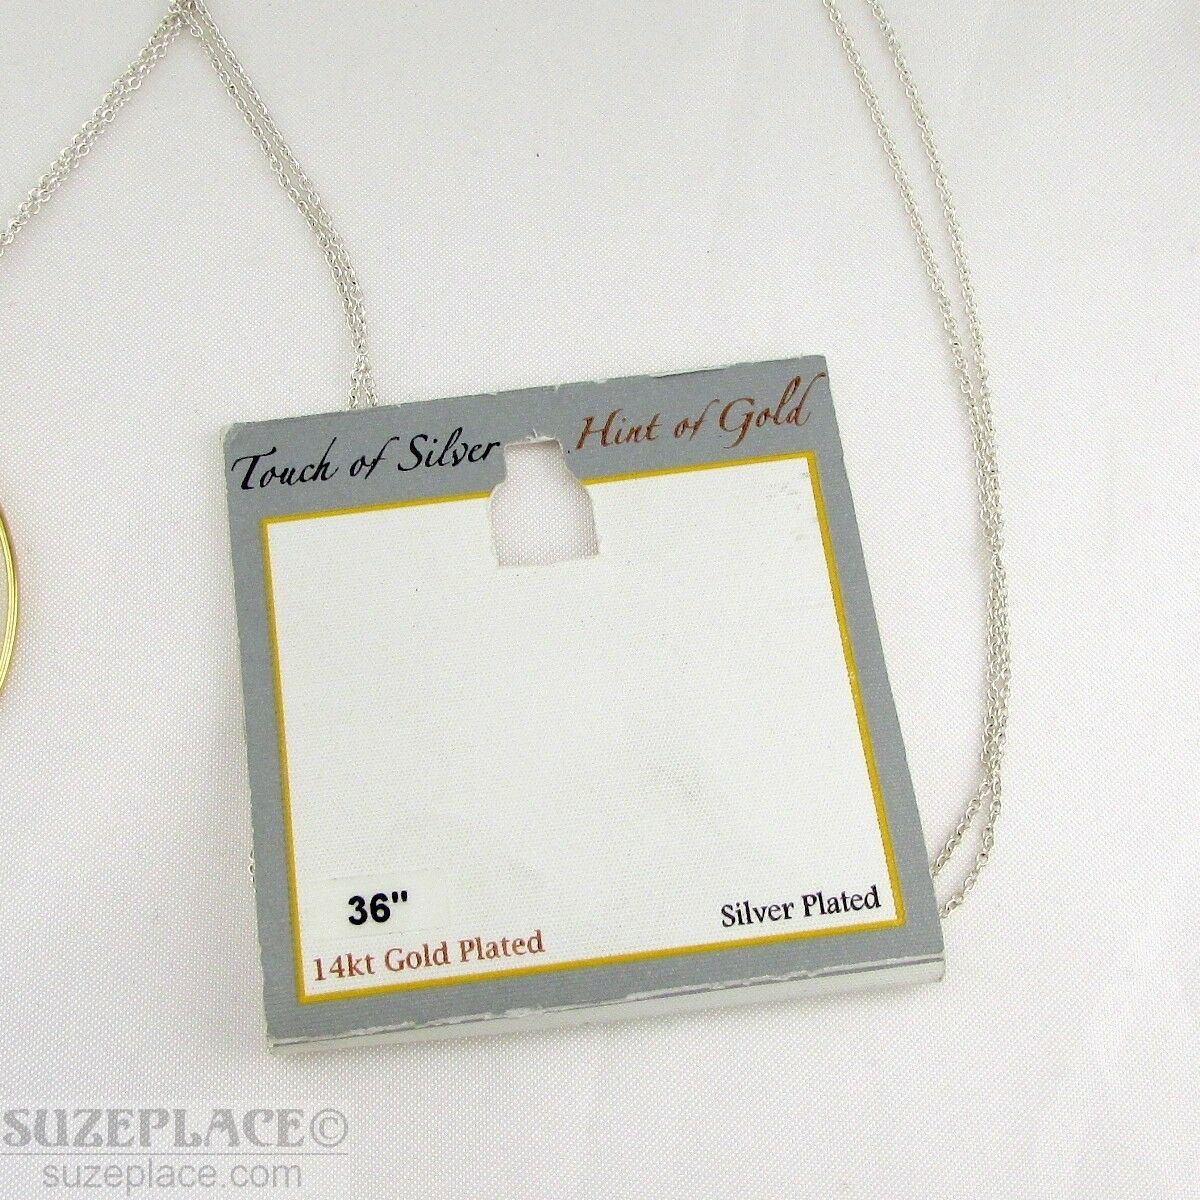 Touch of Silver Hint of Gold
36"
14kt Gold Plated Silver Plated
SUZEPLACE©
suzeplace.com